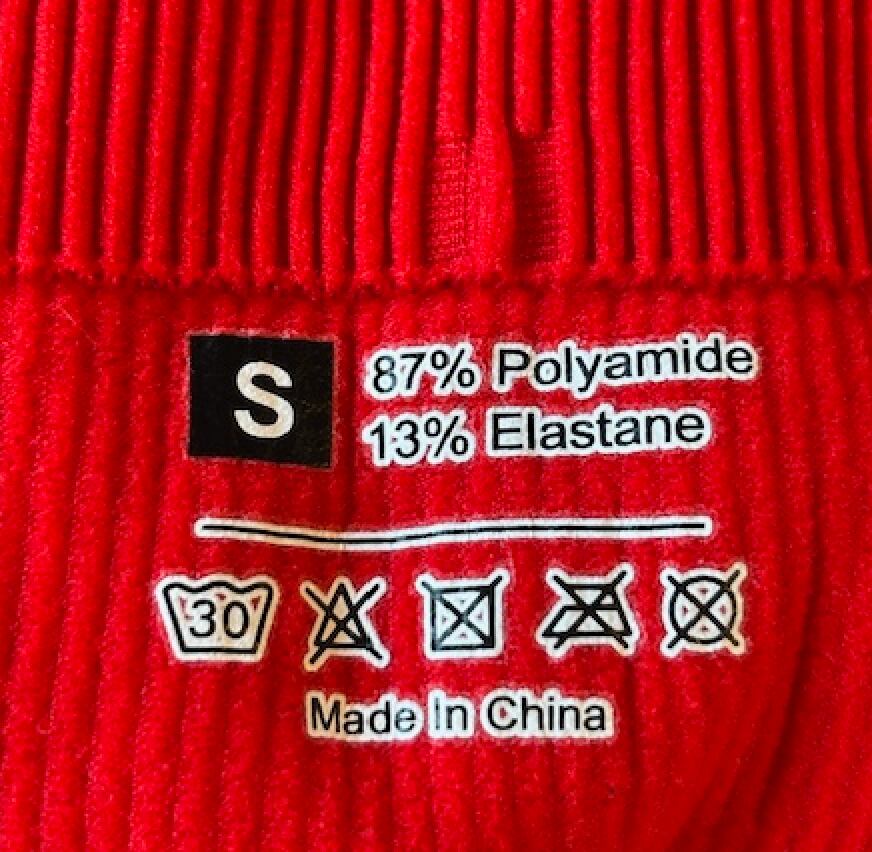 S
87% Polyamide
13% Elastane
30
Made In China